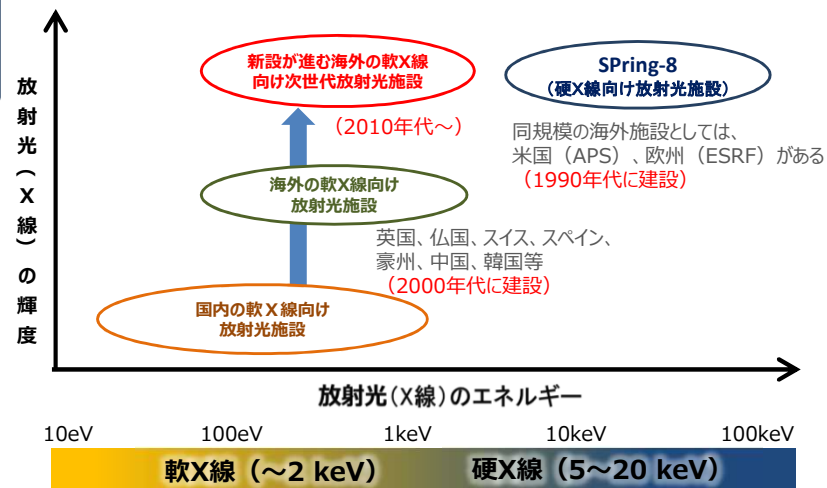 放射光（X線）の輝度
新設が進む海外の軟X線
向け次世代放射光施設
（2010年代～）
SPring-8
（硬X線向け放射光施設）
同規模の海外施設としては、
米国（APS）、欧州（ESRF）がある
（1990年代に建設）
海外の軟X線向け
放射光施設
英国、仏国、スイス、スペイン、
豪州、中国、韓国等
（2000年代に建設）
国内の軟X線向け
放射光施設
放射光(X線)のエネルギー
10eV 100eV 1keV 10keV 100keV
軟X線（～2 keV） 硬X線（5～20 keV）